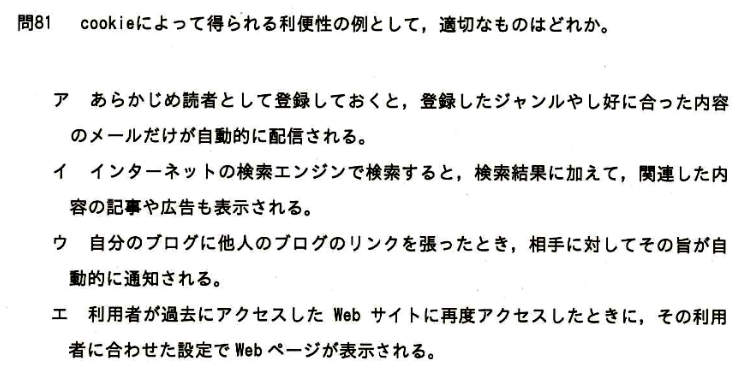 問81 cookieによって得られる利便性の例として，適切なものはどれか。
ア あらかじめ読者として登録しておくと，登録したジャンルやし好に合った内容
のメールだけが自動的に配信される。
イ インターネットの検索エンジンで検索すると，検索結果に加えて，関連した内
容の記事や広告も表示される。
ウ 自分のブログに他人のブログのリンクを張ったとき，相手に対してその旨が自
動的に通知される。
エ 利用者が過去にアクセスした Web サイトに再度アクセスしたときに，その利用
者に合わせた設定で Web ページが表示される。